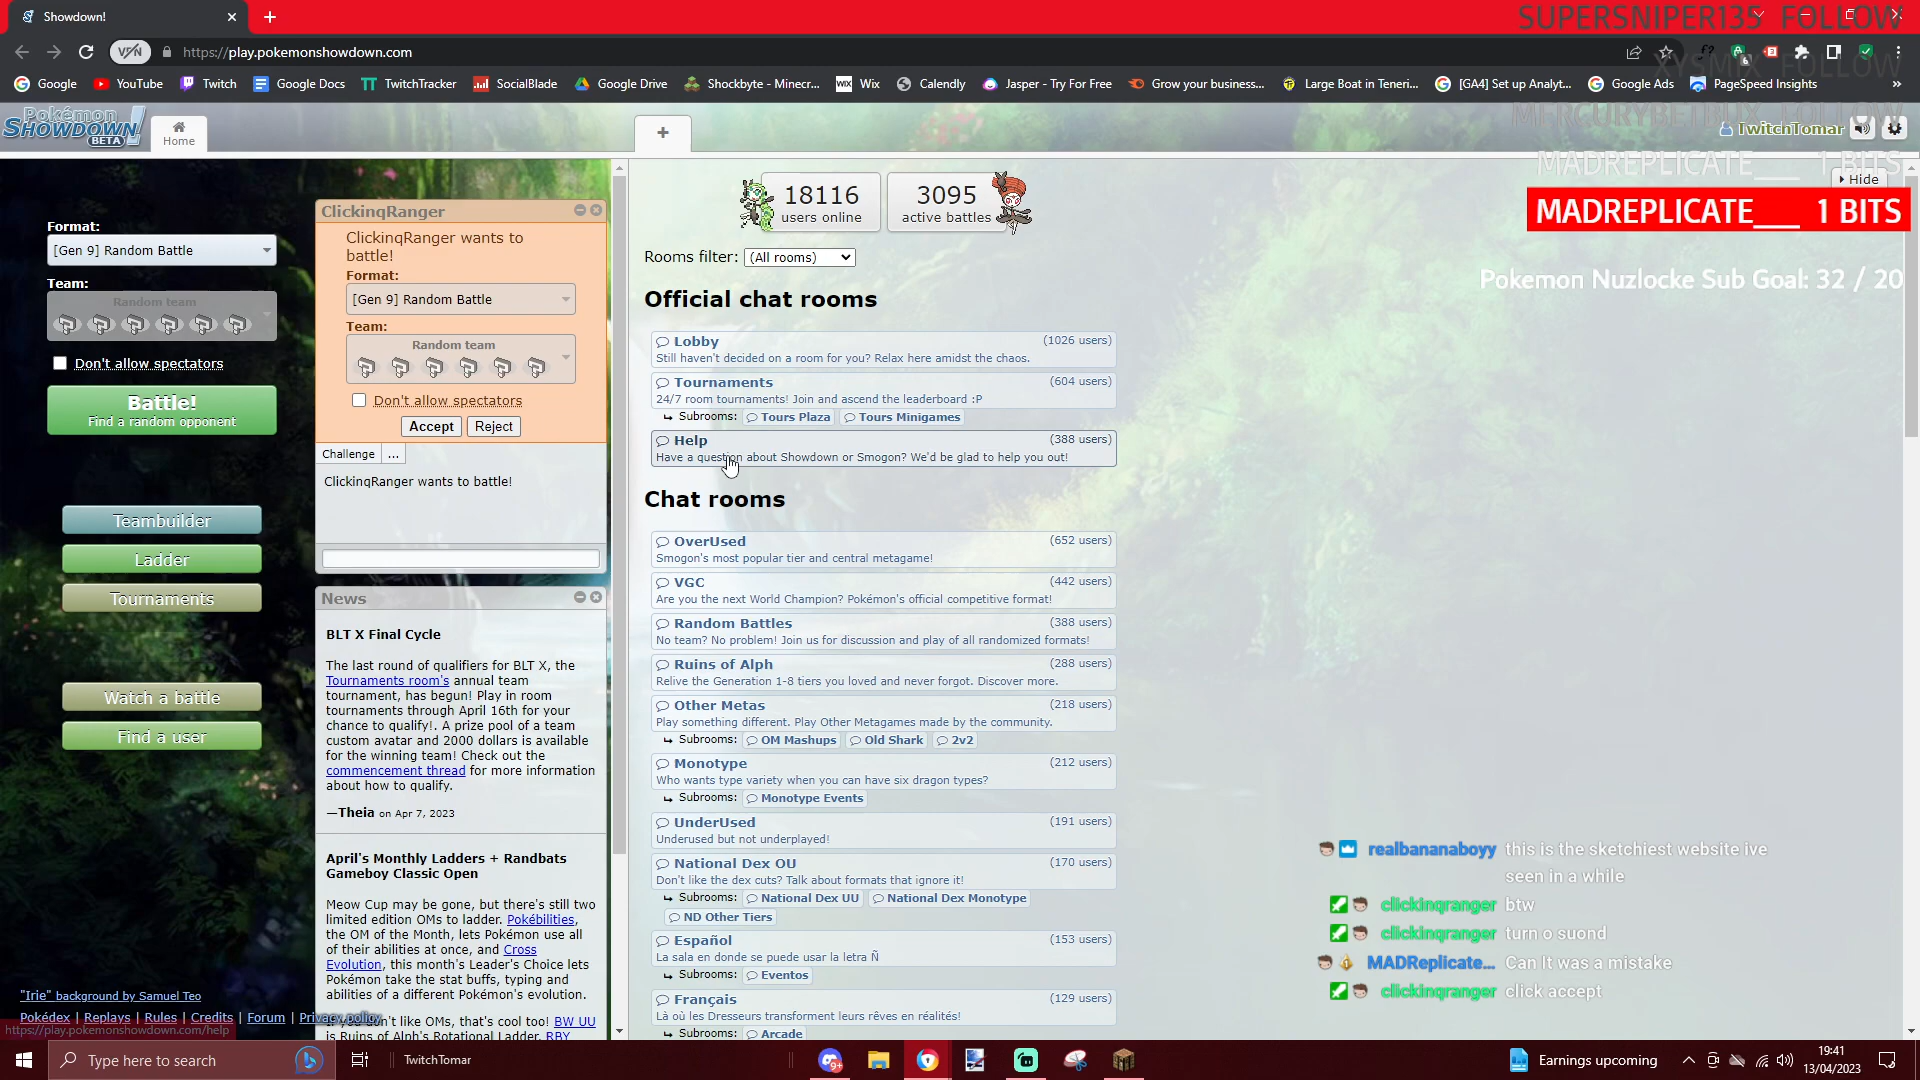 Showdown!
SUPERSNIPER135 FOLLOW
VPN
https://play.pokemonshowdown.com
XYSMIX FOLLOW
Google
YouTube
Twitch
Google Docs
TwitchTracker
SocialBlade
Google Drive
Shockbyte - Minecr...
Wix
Calendly
Jasper - Try For Free
Grow your business...
Large Boat in Teneri...
[GA4] Set up Analyt...
Google Ads
PageSpeed Insights
Pokémon
SHOWDOWN!
BETA
Home
TwitchTomar
MADREPLICATE___ 1 BITS
Hide
MADREPLICATE___ 1 BITS
Pokemon Nuzlocke Sub Goal: 32 / 20
Format:
[Gen 9] Random Battle
Team:
Random team
Don't allow spectators
Battle!
Find a random opponent
Teambuilder
Ladder
Tournaments
Watch a battle
Find a user
"Irie" background by Samuel Teo
Pokédex | Replays | Rules | Credits | Forum | Privacy policy
https://play.pokemonshowdown.com/help
ClickinqRanger
ClickinqRanger wants to
battle!
Format:
[Gen 9] Random Battle
Team:
Random team
Don't allow spectators
Accept Reject
Challenge ...
ClickinqRanger wants to battle!
News
BLT X Final Cycle
The last round of qualifiers for BLT X, the
Tournaments room's annual team
tournament, has begun! Play in room
tournaments through April 16th for your
chance to qualify!. A prize pool of a team
custom avatar and 2000 dollars is available
for the winning team! Check out the
commencement thread for more information
about how to qualify.
—Theia on Apr 7, 2023
April's Monthly Ladders + Randbats
Gameboy Classic Open
Meow Cup may be gone, but there's still two
limited edition OMs to ladder. Pokébilities,
the OM of the Month, lets Pokémon use all
of their abilities at once, and Cross
Evolution, this month's Leader's Choice lets
Pokémon take the stat buffs, typing and
abilities of a different Pokémon's evolution.
If you don't like OMs, that's cool too! BW UU
is Ruins of Alph's Rotational Ladder, RBY
18116
users online
3095
active battles
Rooms filter: (All rooms)
Official chat rooms
Lobby (1026 users)
Still haven't decided on a room for you? Relax here amidst the chaos.
Tournaments (604 users)
24/7 room tournaments! Join and ascend the leaderboard :P
Subrooms: Tours Plaza Tours Minigames
Help (388 users)
Have a question about Showdown or Smogon? We'd be glad to help you out!
Chat rooms
OverUsed (652 users)
Smogon's most popular tier and central metagame!
VGC (442 users)
Are you the next World Champion? Pokémon's official competitive format!
Random Battles (388 users)
No team? No problem! Join us for discussion and play of all randomized formats!
Ruins of Alph (288 users)
Relive the Generation 1-8 tiers you loved and never forgot. Discover more.
Other Metas (218 users)
Play something different. Play Other Metagames made by the community.
Subrooms: OM Mashups Old Shark 2v2
Monotype (212 users)
Who wants type variety when you can have six dragon types?
Subrooms: Monotype Events
UnderUsed (191 users)
Underused but not underplayed!
National Dex OU (170 users)
Don't like the dex cuts? Talk about formats that ignore it!
Subrooms: National Dex UU National Dex Monotype
ND Other Tiers
Español (153 users)
La sala en donde se puede usar la letra Ñ
Subrooms: Eventos
Français (129 users)
Là où les Dresseurs transforment leurs rêves en réalités!
Subrooms: Arcade
realbananaboyy this is the sketchiest website ive
seen in a while
clickinqranger btw
clickinqranger turn o suond
MADReplicate... Can It was a mistake
clickinqranger click accept
Type here to search
TwitchTomar
9+
Earnings upcoming
19:41
13/04/2023